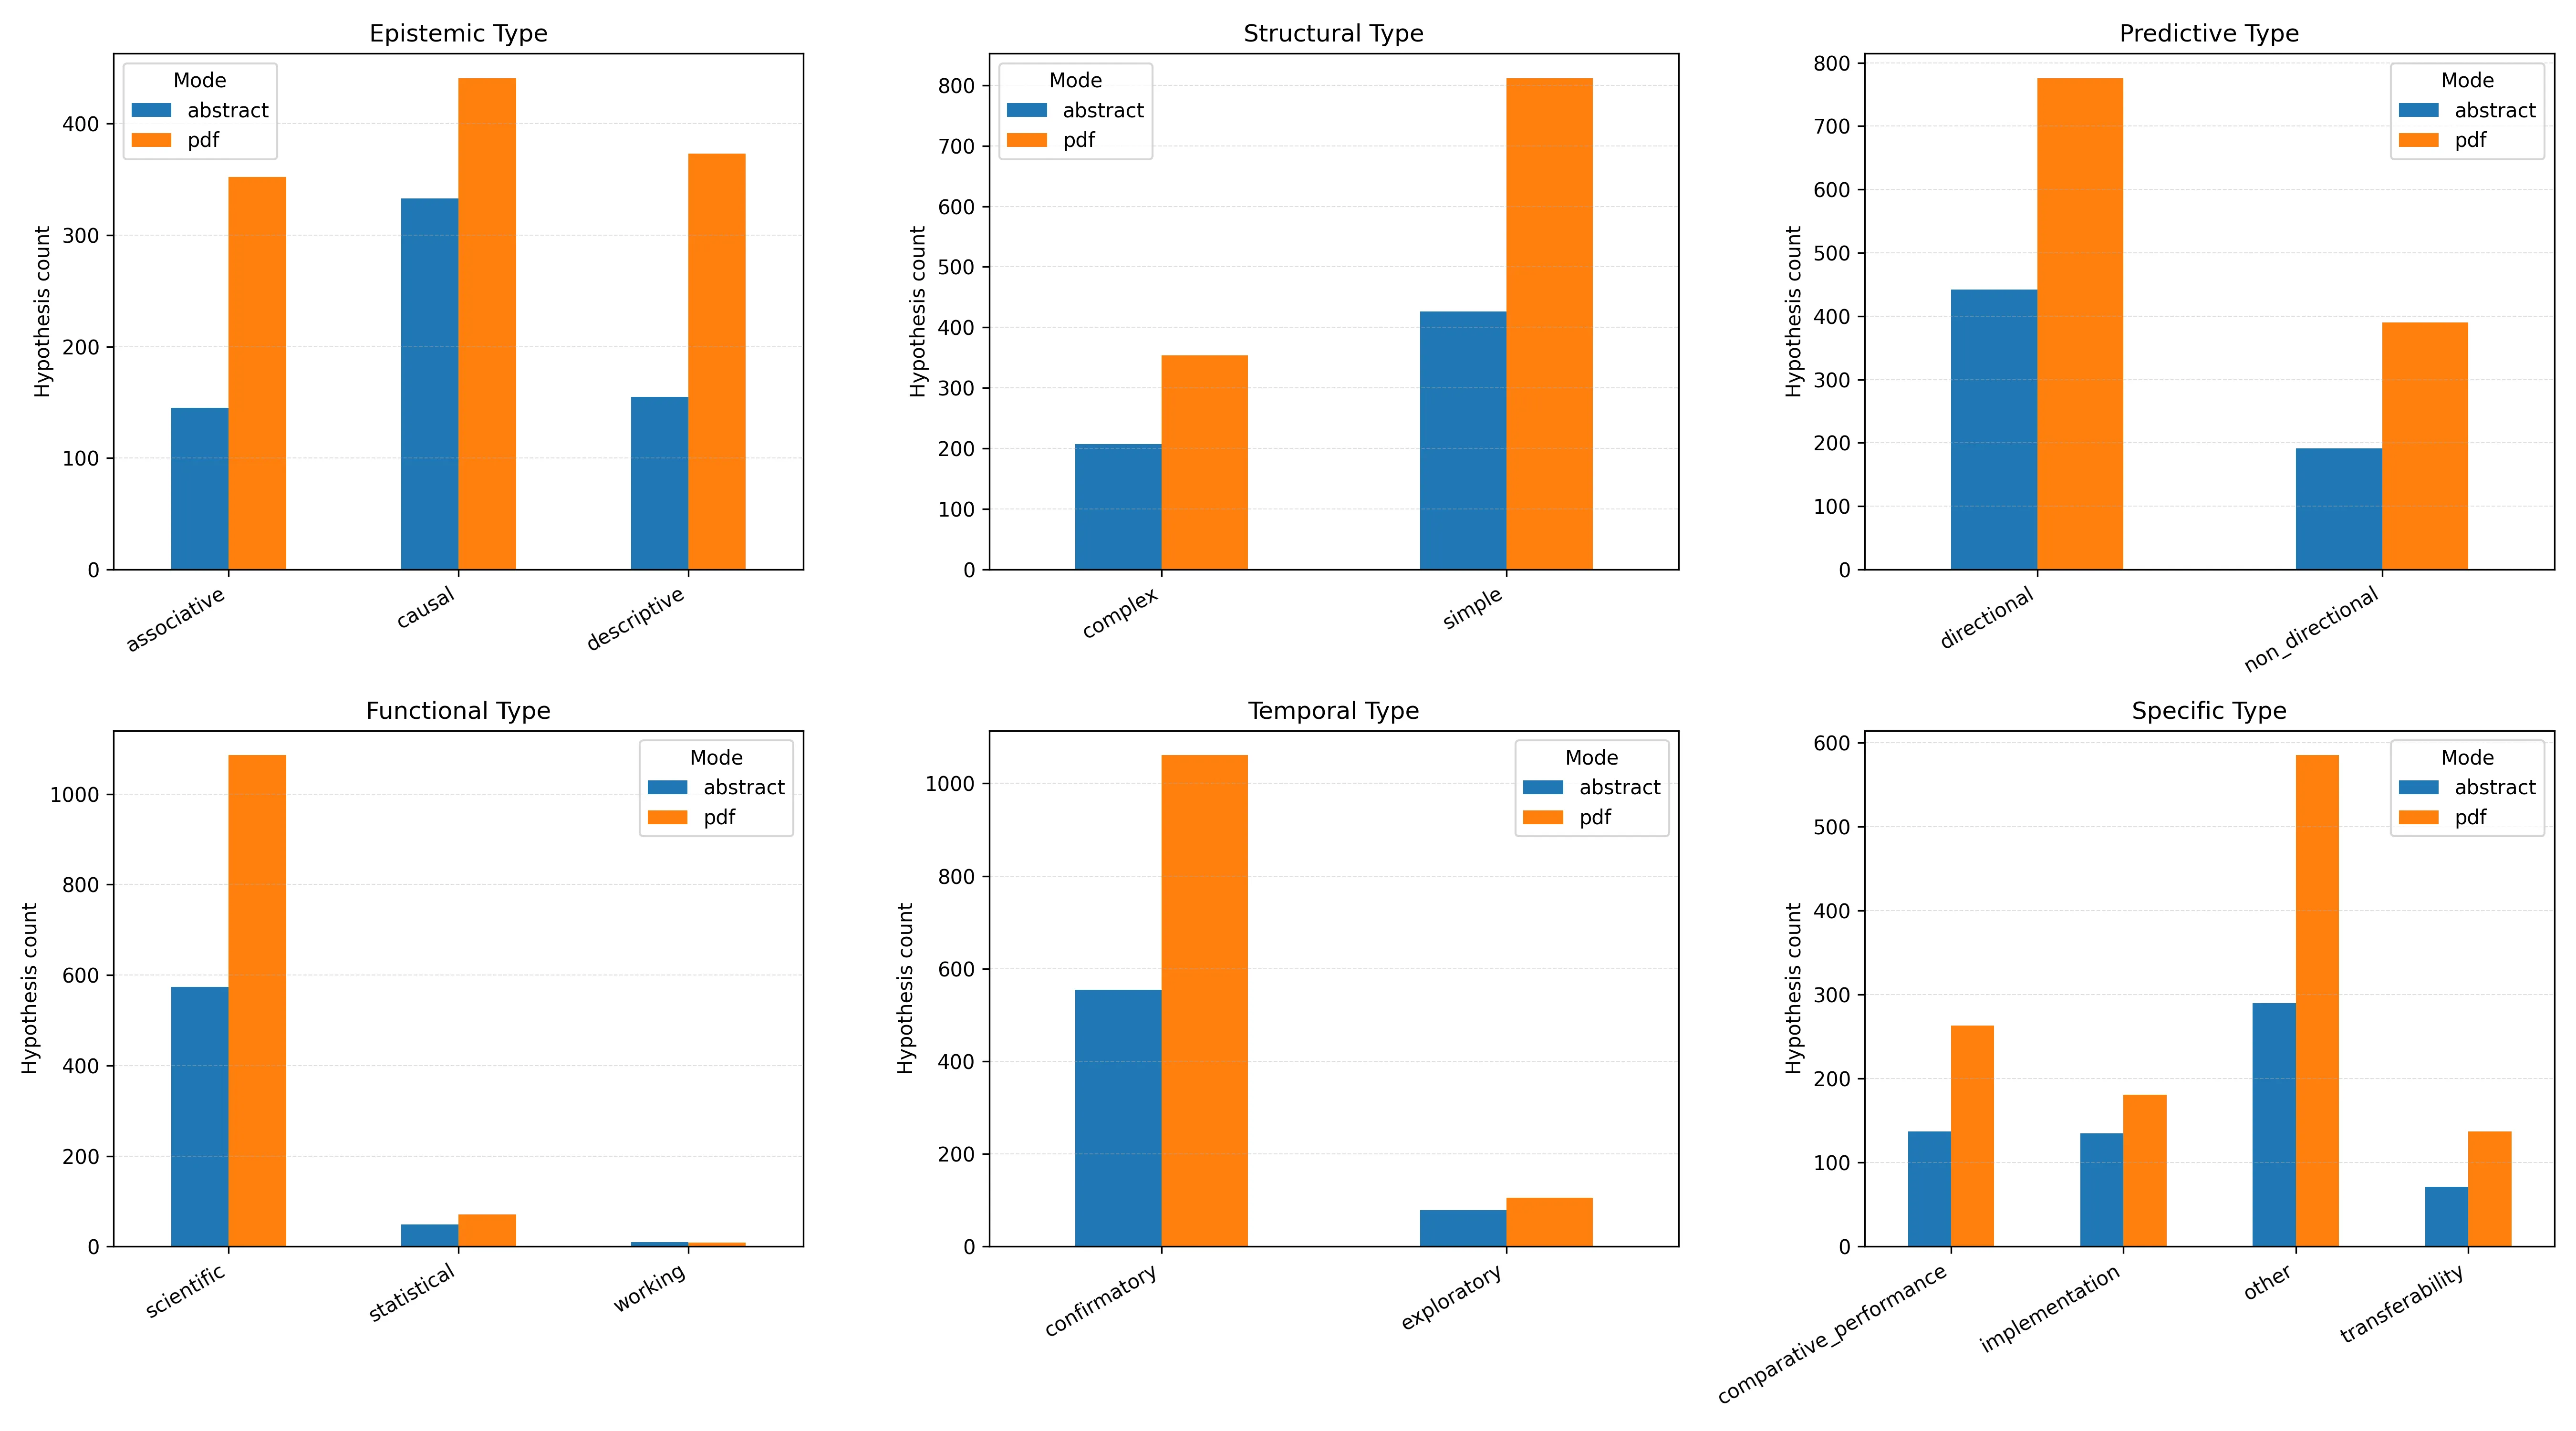 Epistemic Type
Hypothesis count
400
300
200
100
0
Mode
abstract
pdf
associative
causal
descriptive
Structural Type
Hypothesis count
800
700
600
500
400
300
200
100
0
Mode
abstract
pdf
complex
simple
Predictive Type
Hypothesis count
800
700
600
500
400
300
200
100
0
Mode
abstract
pdf
directional
non_directional
Functional Type
Hypothesis count
1000
800
600
400
200
0
Mode
abstract
pdf
scientific
statistical
working
Temporal Type
Hypothesis count
1000
800
600
400
200
0
Mode
abstract
pdf
confirmatory
exploratory
Specific Type
Hypothesis count
600
500
400
300
200
100
0
Mode
abstract
pdf
comparative_performance
implementation
other
transferability